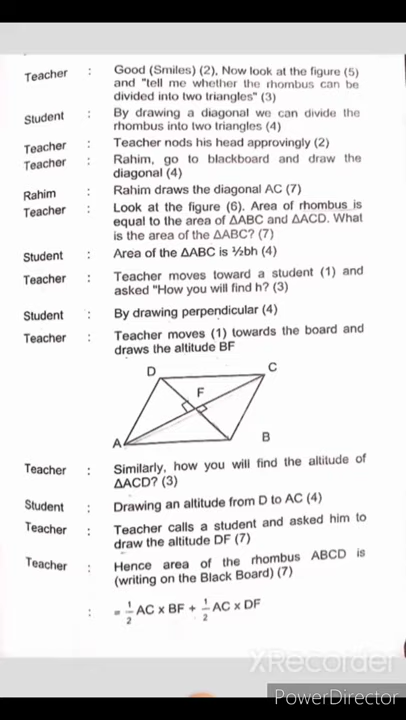 Teacher : Good (Smiles) (2), Now look at the figure (5)
and "tell me whether the rhombus can be
divided into two triangles" (3)
Student : By drawing a diagonal we can divide the
rhombus into two triangles (4)
Teacher : Teacher nods his head approvingly (2)
Teacher : Rahim, go to blackboard and draw the
diagonal (4)
Rahim : Rahim draws the diagonal AC (7)
Teacher : Look at the figure (6). Area of rhombus is
equal to the area of ΔABC and ΔACD. What
is the area of the ΔABC? (7)
Student : Area of the ΔABC is ½bh (4)
Teacher : Teacher moves toward a student (1) and
asked "How you will find h? (3)
Student : By drawing perpendicular (4)
Teacher : Teacher moves (1) towards the board and
draws the altitude BF
D C
F
A B
Teacher : Similarly, how you will find the altitude of
ΔACD? (3)
Student : Drawing an altitude from D to AC (4)
Teacher : Teacher calls a student and asked him to
draw the altitude DF (7)
Teacher : Hence area of the rhombus ABCD is
(writing on the Black Board) (7)
: = 1/2 AC x BF + 1/2 AC x DF
XRecorder
PowerDirector